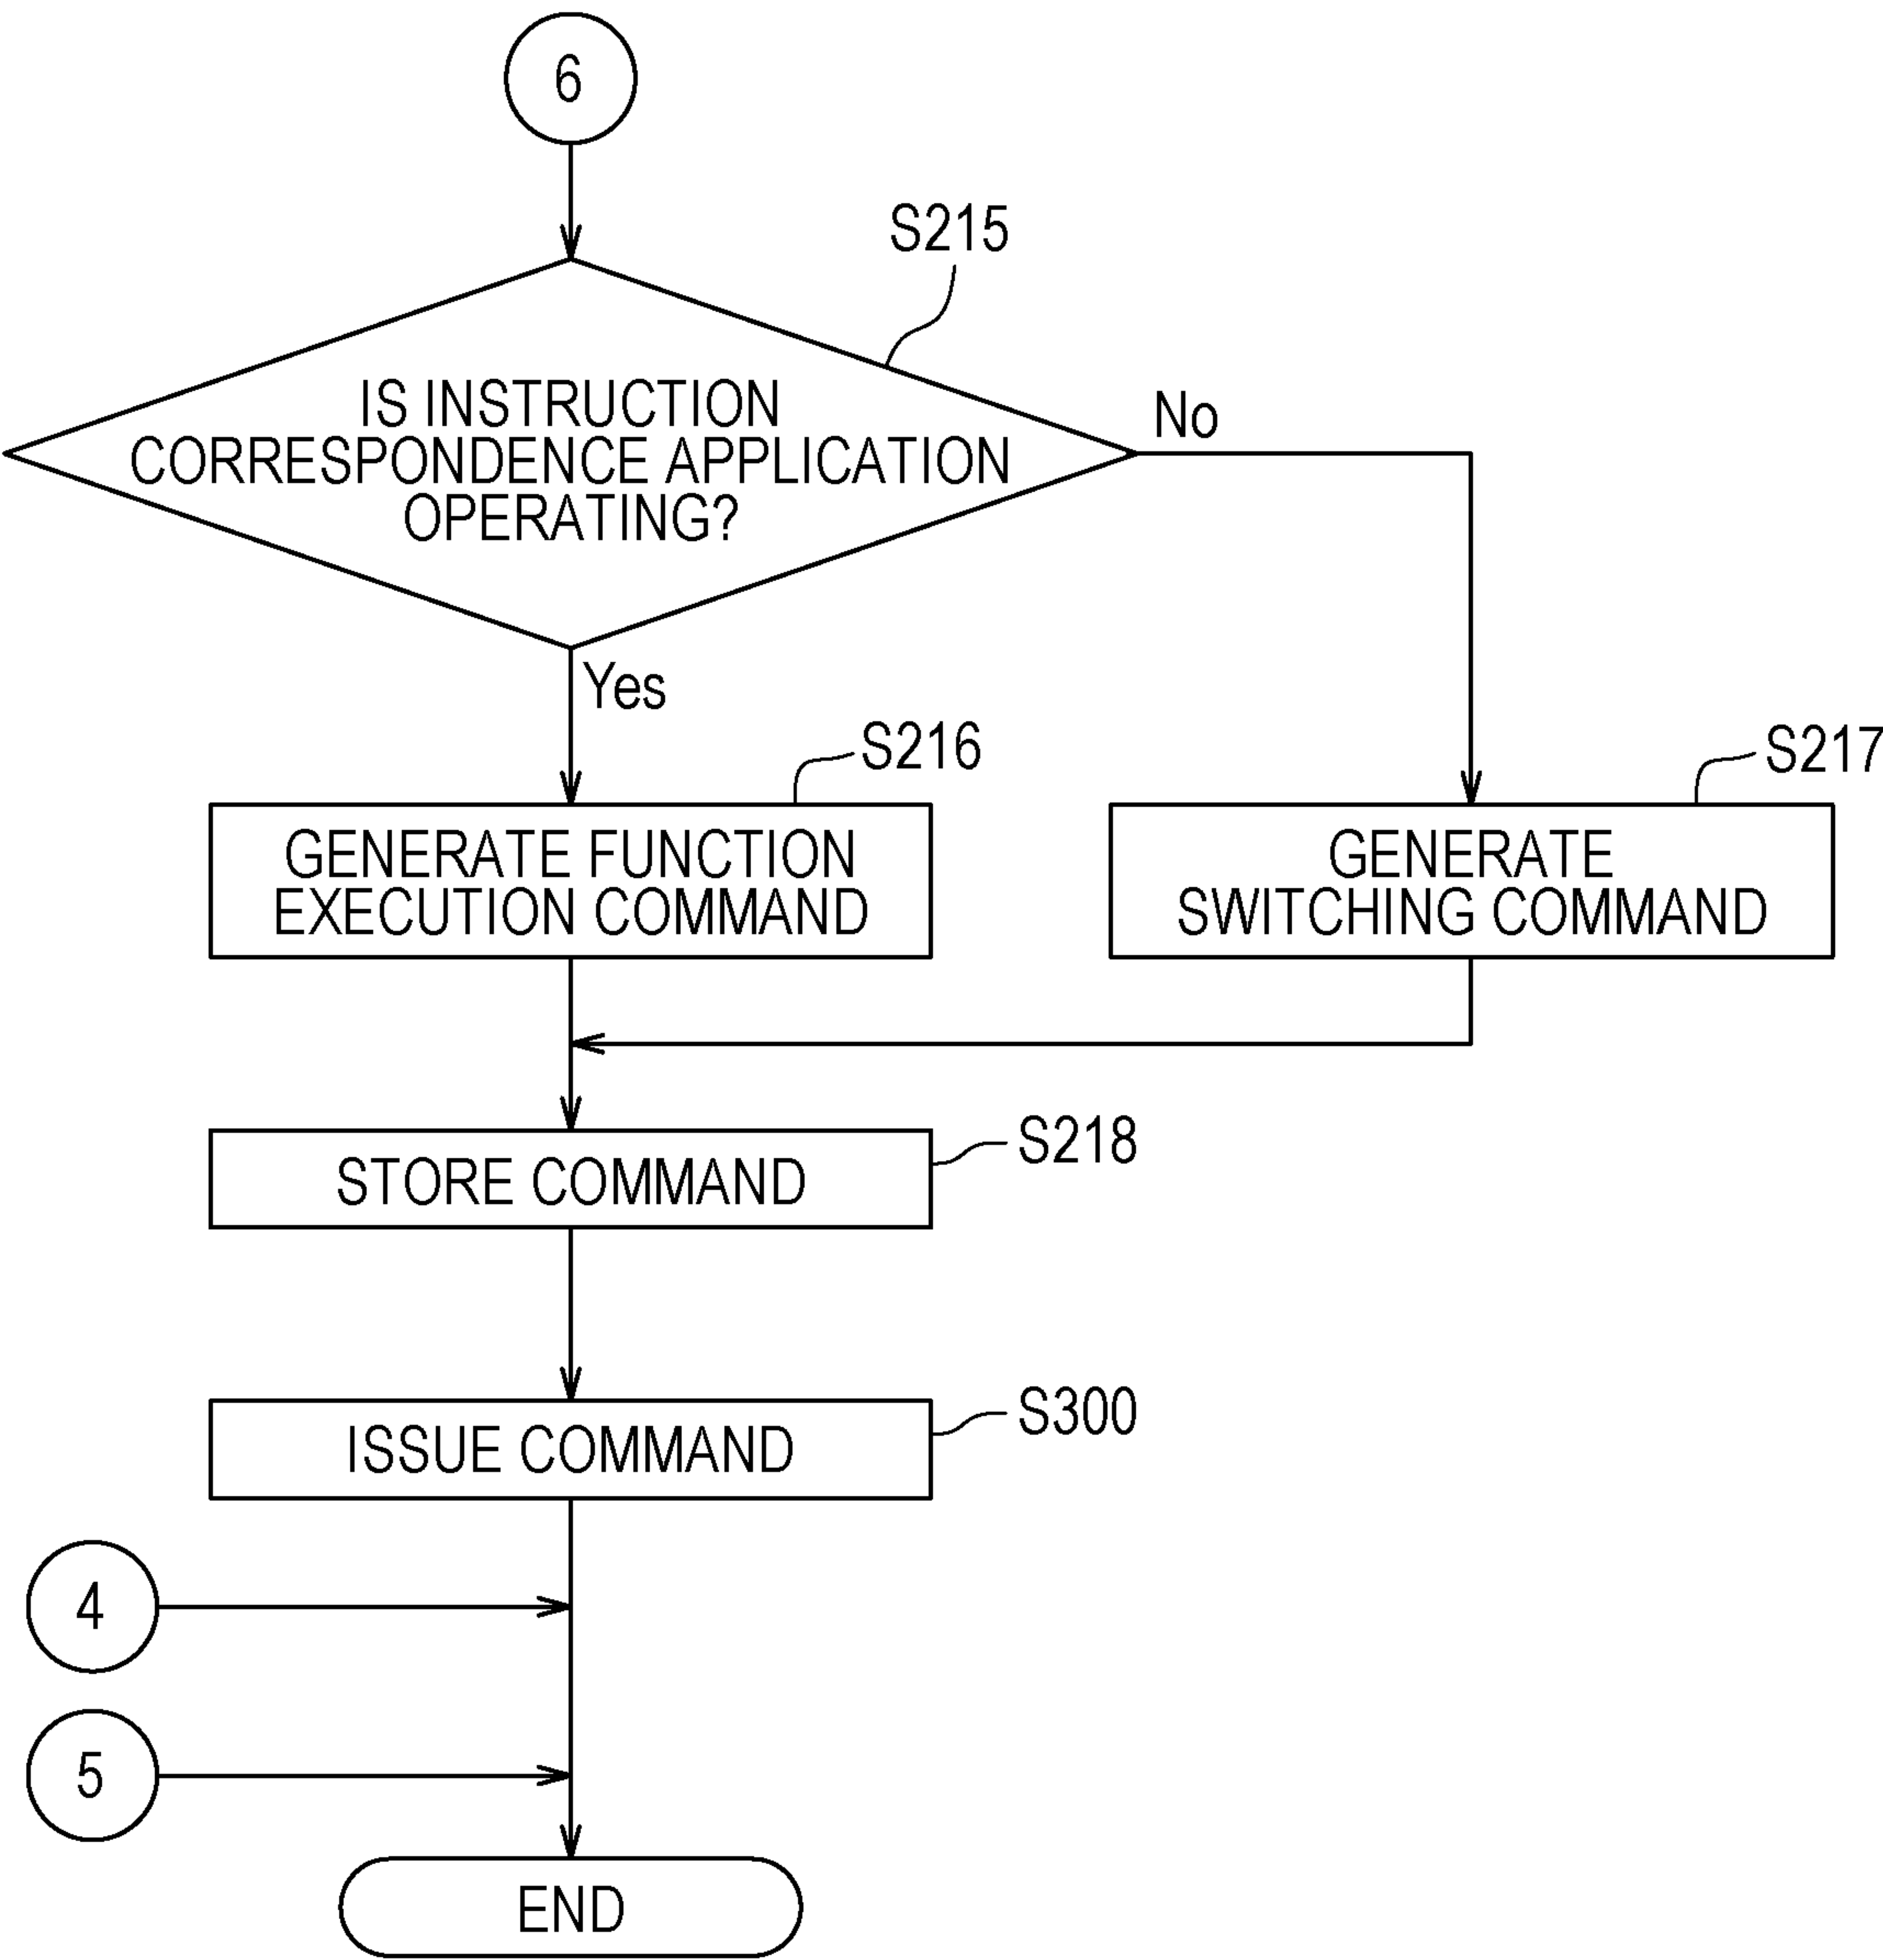 6
S215
IS INSTRUCTION
CORRESPONDENCE APPLICATION
OPERATING?
No
Yes
S216
GENERATE FUNCTION
EXECUTION COMMAND
S217
GENERATE
SWITCHING COMMAND
S218
STORE COMMAND
S300
ISSUE COMMAND
4
5
END